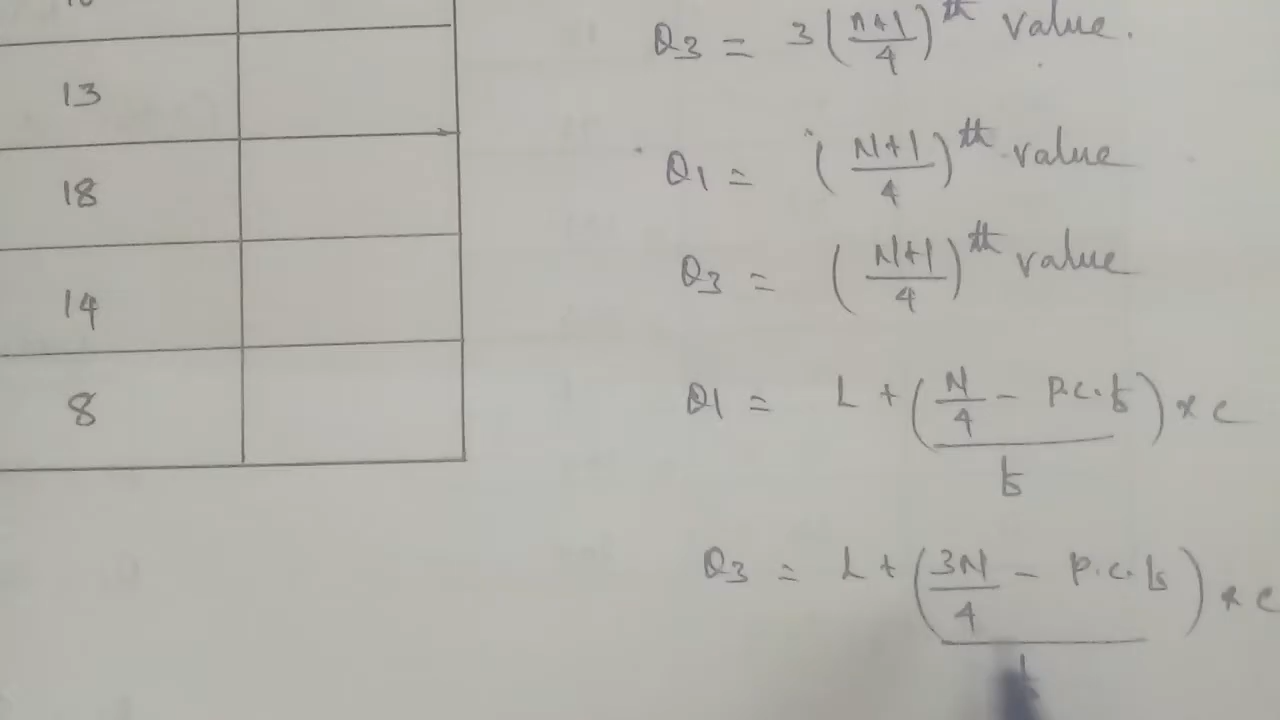 13
18
14
8
Q3 = 3(n+1/4)th value.
Q1 = (N+1/4)th value
Q3 = (N+1/4)th value
Q1 = L + (N/4 - p.c.f/f) × c
Q3 = L + (3N/4 - p.c.f/f) × c